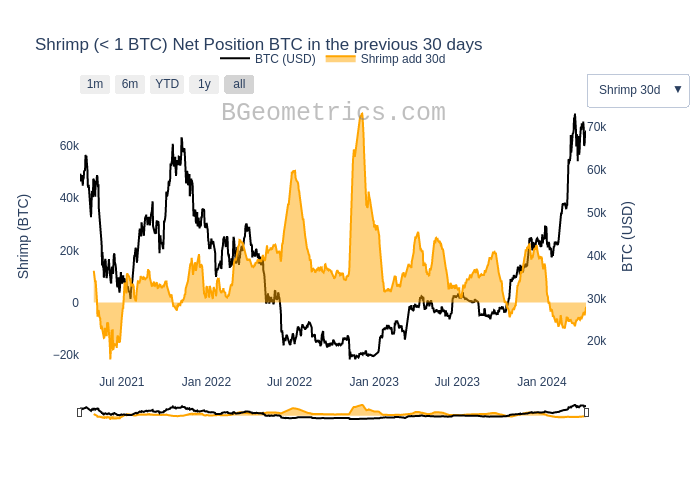 Shrimp (< 1 BTC) Net Position BTC in the previous 30 days
BTC (USD) Shrimp add 30d
1m 6m YTD 1y all
Shrimp 30d ▼
BGeometrics.com
60k
40k
20k
0
−20k
Shrimp (BTC)
70k
60k
50k
40k
30k
20k
BTC (USD)
Jul 2021 Jan 2022 Jul 2022 Jan 2023 Jul 2023 Jan 2024